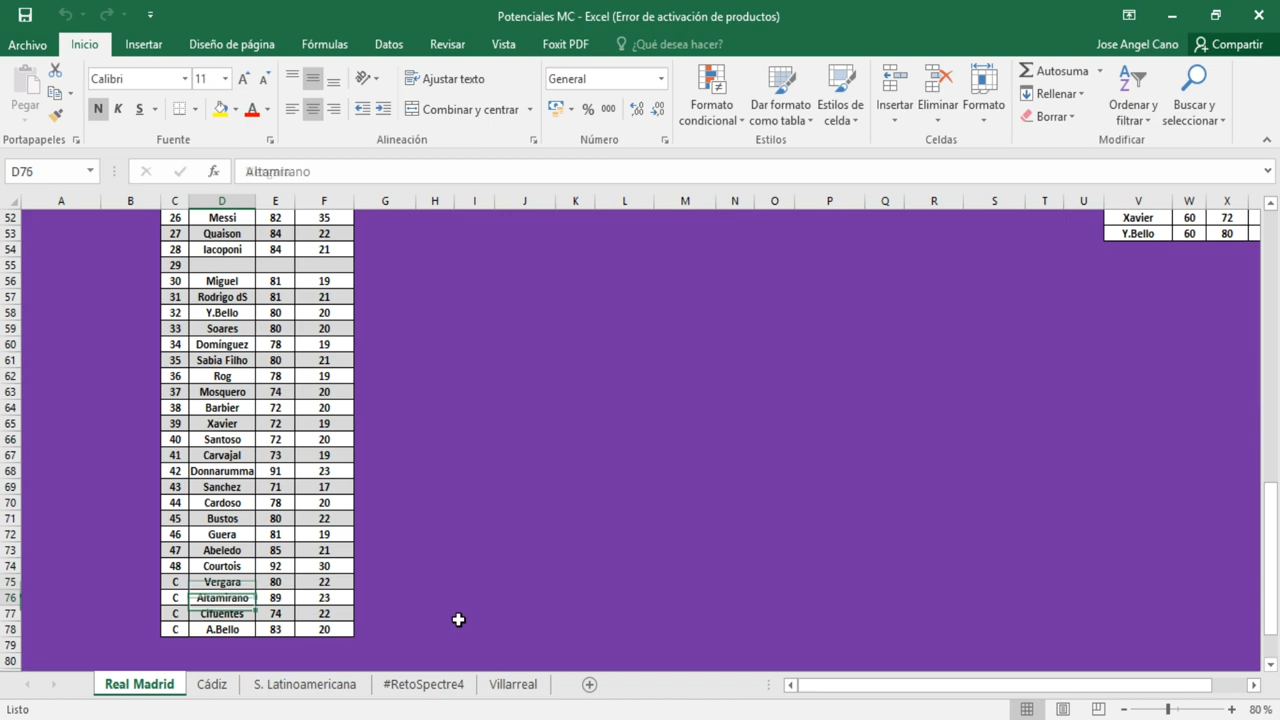 Potenciales MC - Excel (Error de activación de productos)
Archivo Inicio Insertar Diseño de página Fórmulas Datos Revisar Vista Foxit PDF ¿Qué desea hacer? Jose Angel Cano Compartir
Pegar
Calibri 11
N K S
Ajustar texto
Combinar y centrar
General
% 000
Formato condicional
Dar formato como tabla
Estilos de celda
Insertar
Eliminar
Formato
Autosuma
Rellenar
Borrar
Ordenar y filtrar
Buscar y seleccionar
Portapapeles Fuente Alineación Número Estilos Celdas Modificar
D76 fx
A B C D E F G H I J K L M N O P Q R S T U V W X
52 26 Messi 82 35 Xavier 60 72
53 27 Quaison 84 22 Y.Bello 60 80
54 28 Iacoponi 84 21
55 29
56 30 Miguel 81 19
57 31 Rodrigo dS 81 21
58 32 Y.Bello 80 20
59 33 Soares 80 20
60 34 Domínguez 78 19
61 35 Sabia Filho 80 21
62 36 Rog 78 19
63 37 Mosquero 74 20
64 38 Barbier 72 20
65 39 Xavier 72 19
66 40 Santoso 72 20
67 41 Carvajal 73 19
68 42 Donnarumma 91 23
69 43 Sanchez 71 17
70 44 Cardoso 78 20
71 45 Bustos 80 22
72 46 Guera 81 19
73 47 Abeledo 85 21
74 48 Courtois 92 30
75 C Vergara 80 22
76 C Altamirano 89 23
77 C Cifuentes 74 22
78 C A.Bello 83 20
79
80
Real Madrid Cádiz S. Latinoamericana #RetoSpectre4 Villarreal
Listo 80 %